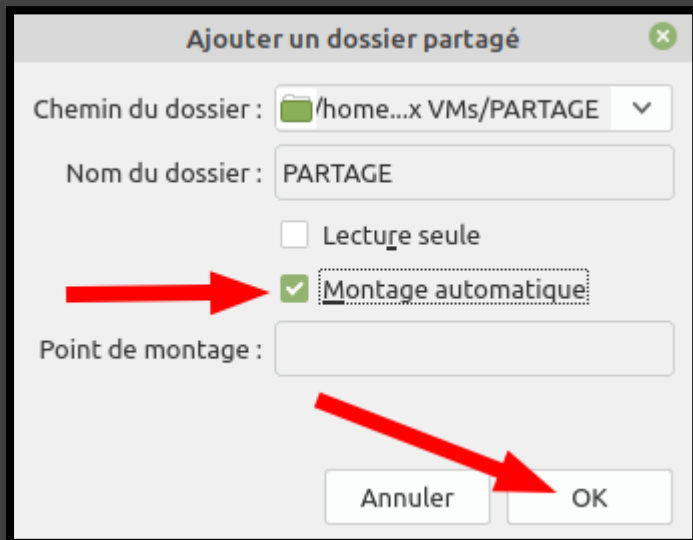 Ajouter un dossier partagé
Chemin du dossier : /home...x VMs/PARTAGE
Nom du dossier : PARTAGE
Lecture seule
Montage automatique
Point de montage :
Annuler OK